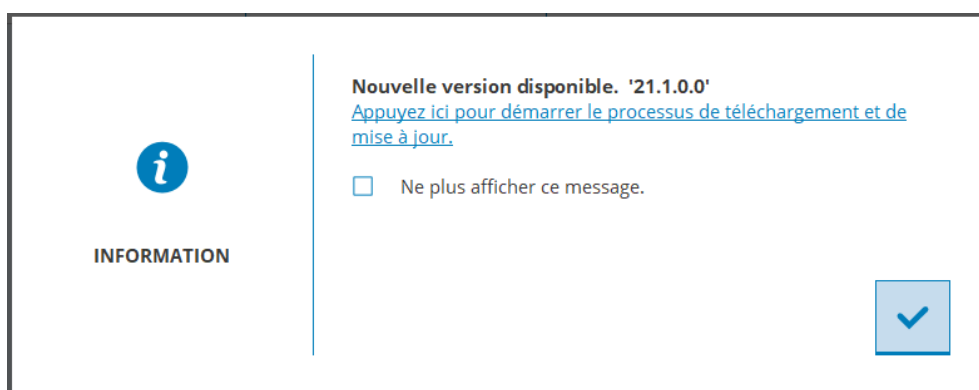 Nouvelle version disponible. '21.1.0.0'
Appuyez ici pour démarrer le processus de téléchargement et de
mise à jour.
Ne plus afficher ce message.
INFORMATION